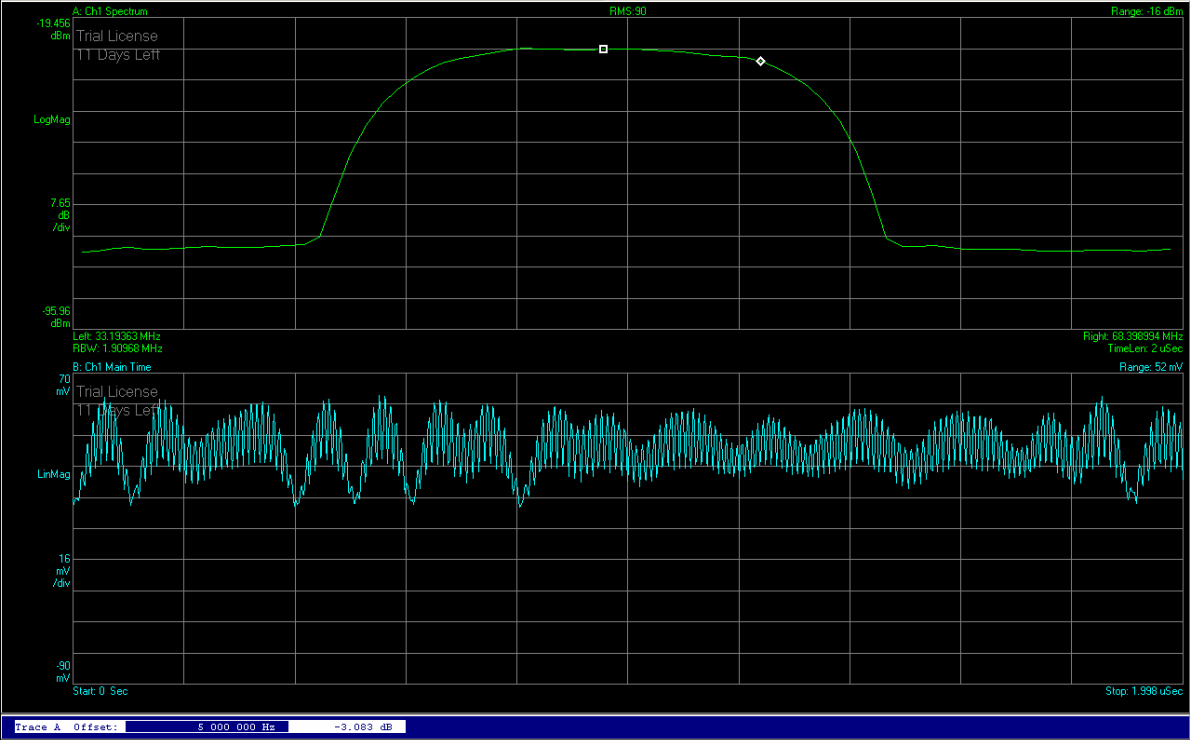 A: Ch1 Spectrum RMS:90 Range: -16 dBm
-19.456
dBm
Trial License
11 Days Left
LogMag
7.65
dB
/div
-95.96
dBm
Left: 33.19363 MHz Right: 68.398994 MHz
RBW: 1.90968 MHz TimeLen: 2 uSec
B: Ch1 Main Time Range: 52 mV
70
mV
Trial License
11 Days Left
LinMag
16
mV
/div
-90
mV
Start: 0 Sec Stop: 1.998 uSec
Trace A Offset: 5 000 000 Hz -3.083 dB